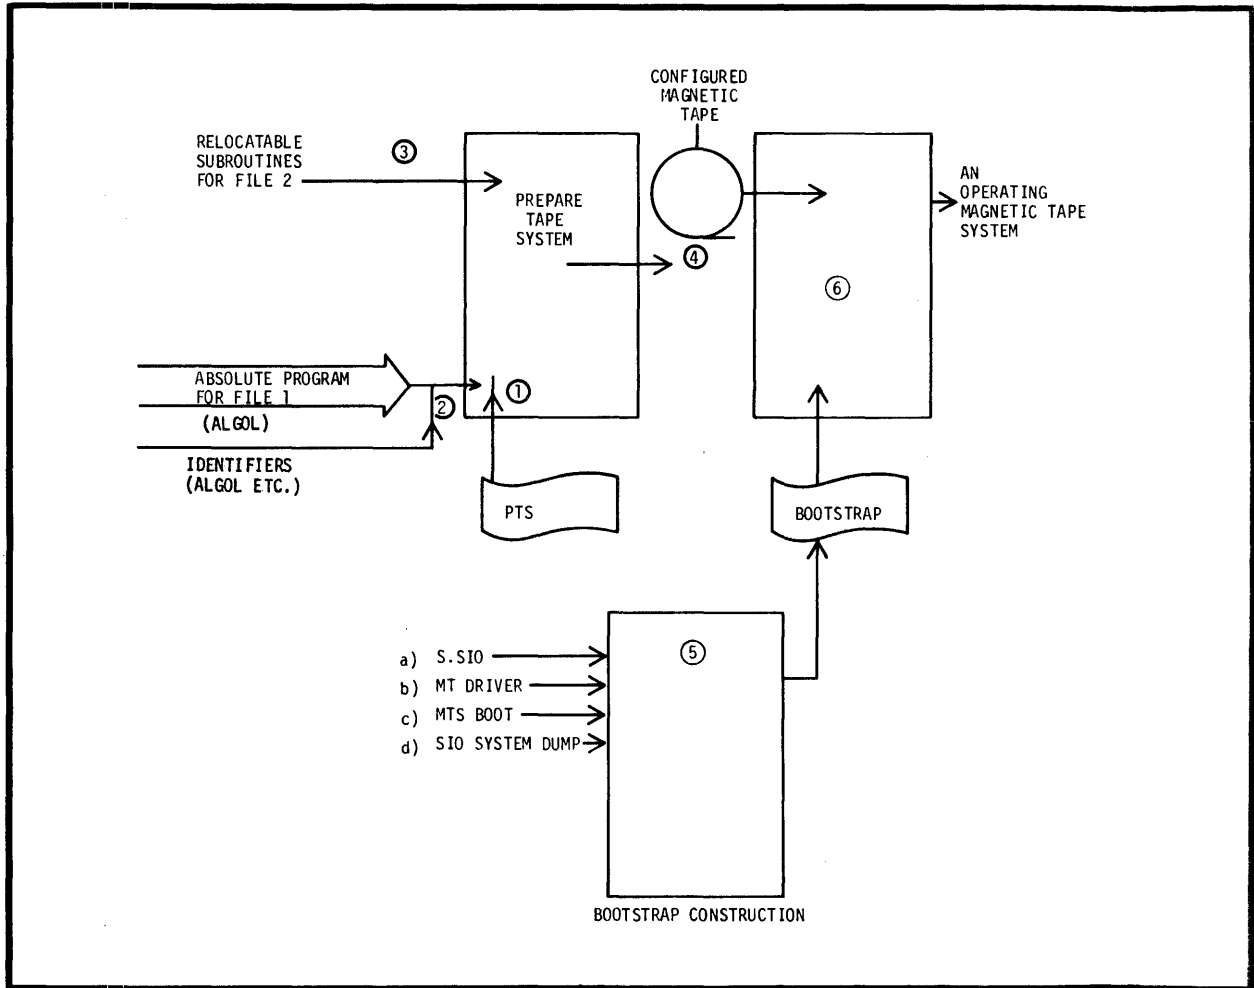 CONFIGURED
MAGNETIC
TAPE
RELOCATABLE
SUBROUTINES
FOR FILE 2
3
PREPARE
TAPE
SYSTEM
4
AN
OPERATING
MAGNETIC TAPE
SYSTEM
6
ABSOLUTE PROGRAM
FOR FILE 1
(ALGOL)
2
1
IDENTIFIERS
(ALGOL ETC.)
PTS
BOOTSTRAP
5
a) S.SIO
b) MT DRIVER
c) MTS BOOT
d) SIO SYSTEM DUMP
BOOTSTRAP CONSTRUCTION